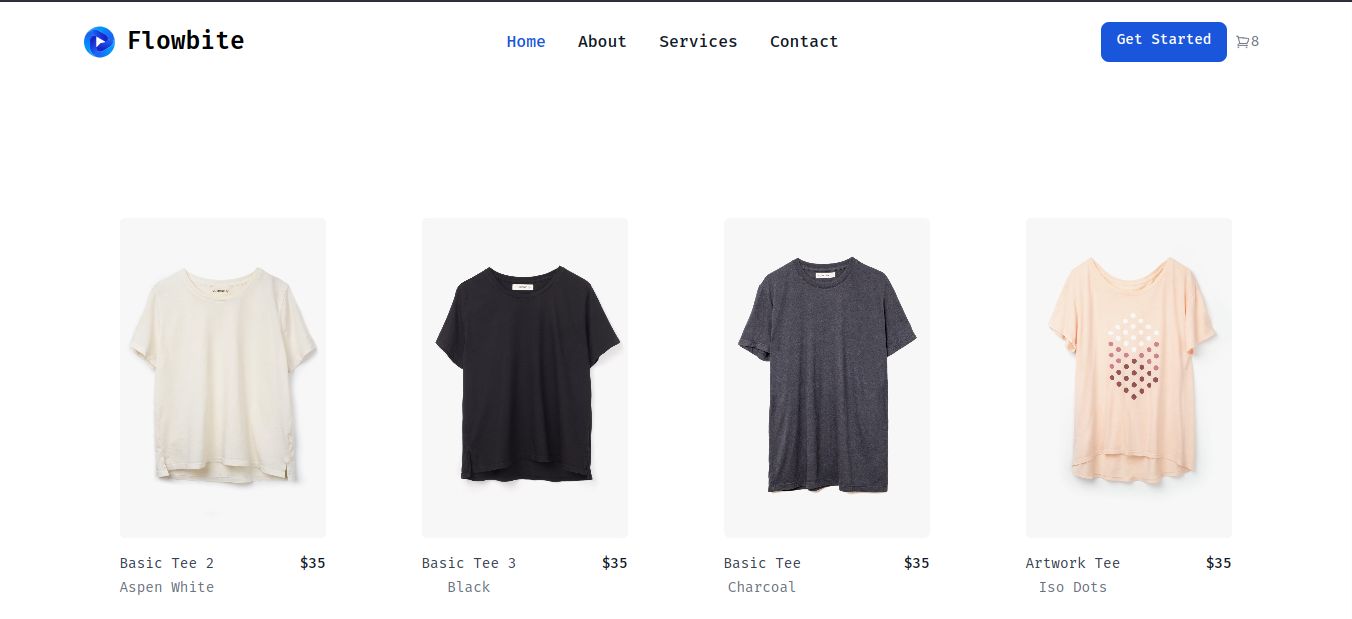 Flowbite
Home About Services Contact
Get Started 8
Basic Tee 2 $35
Aspen White
Basic Tee 3 $35
Black
Basic Tee $35
Charcoal
Artwork Tee $35
Iso Dots